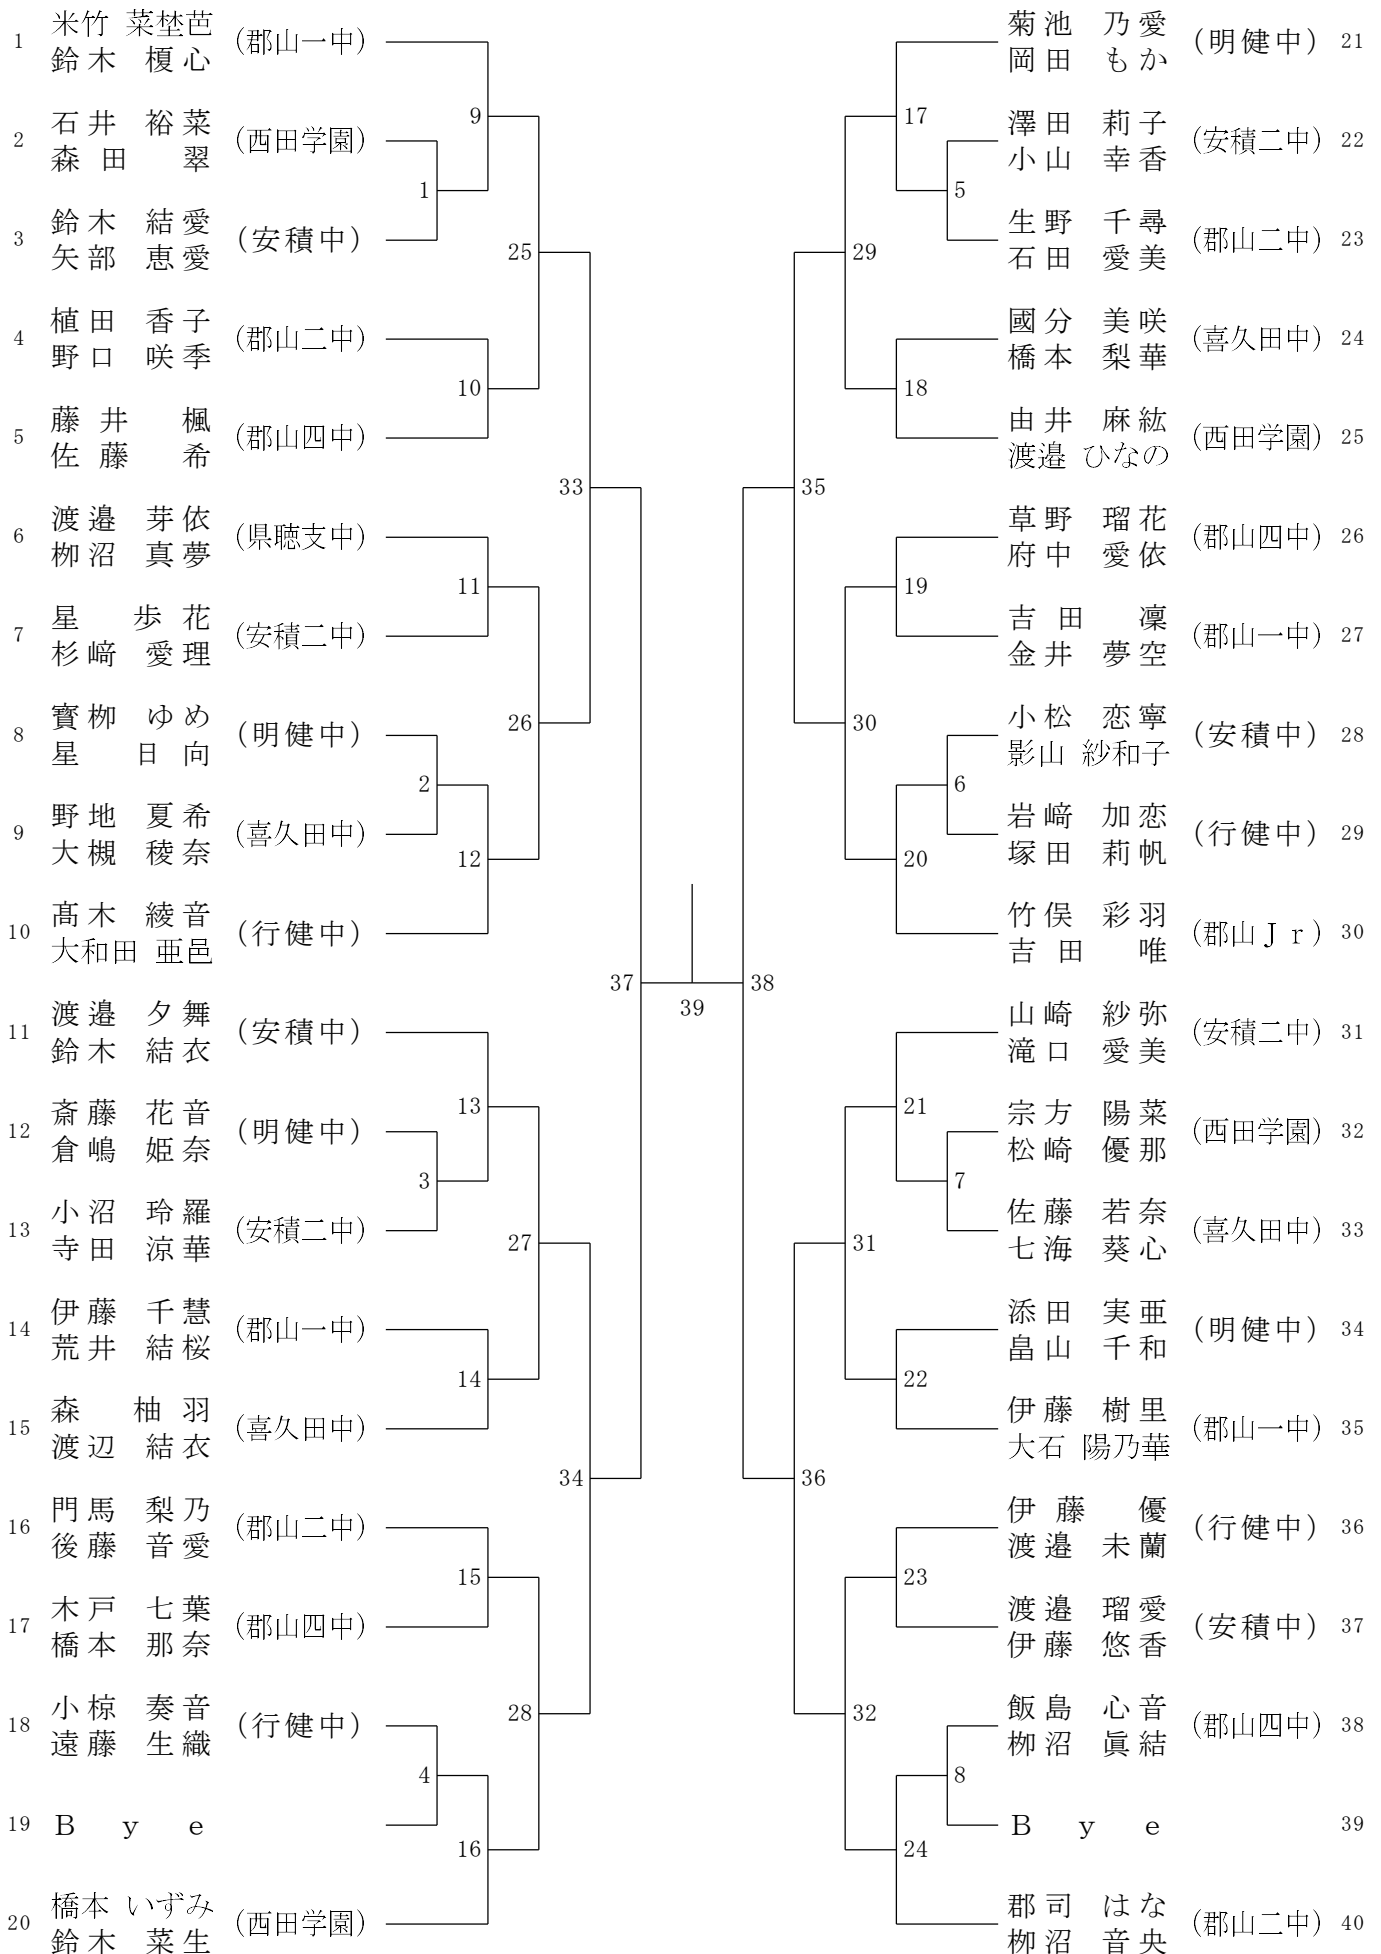 1 米竹 菜埜芭 (郡山一中)
鈴木 榎心
2 石井 裕菜 (西田学園)
森田 翠
3 鈴木 結愛 (安積中)
矢部 恵愛
4 植田 香子 (郡山二中)
野口 咲季
5 藤井 楓 (郡山四中)
佐藤 希
6 渡邉 芽依 (県聴支中)
栁沼 真夢
7 星 歩花 (安積二中)
杉﨑 愛理
8 寳栁 ゆめ (明健中)
星 日向
9 野地 夏希 (喜久田中)
大槻 稜奈
10 髙木 綾音 (行健中)
大和田 亜邑
11 渡邉 夕舞 (安積中)
鈴木 結衣
12 斎藤 花音 (明健中)
倉嶋 姫奈
13 小沼 玲羅 (安積二中)
寺田 涼華
14 伊藤 千慧 (郡山一中)
荒井 結桜
15 森 柚羽 (喜久田中)
渡辺 結衣
16 門馬 梨乃 (郡山二中)
後藤 音愛
17 木戸 七葉 (郡山四中)
橋本 那奈
18 小椋 奏音 (行健中)
遠藤 生織
19 Bye
20 橋本 いずみ (西田学園)
鈴木 菜生
1
2
3
4
9
10
11
12
13
14
15
16
25
26
27
28
33
34
37
39
38
35
36
29
30
31
32
17
18
19
20
21
22
23
24
5
6
7
8
菊池 乃愛 (明健中) 21
岡田 もか
澤田 莉子 (安積二中) 22
小山 幸香
生野 千尋 (郡山二中) 23
石田 愛美
國分 美咲 (喜久田中) 24
橋本 梨華
由井 麻紘 (西田学園) 25
渡邉 ひなの
草野 瑠花 (郡山四中) 26
府中 愛依
吉田 凜 (郡山一中) 27
金井 夢空
小松 恋寧 (安積中) 28
影山 紗和子
岩﨑 加恋 (行健中) 29
塚田 莉帆
竹俣 彩羽 (郡山Jr) 30
吉田 唯
山崎 紗弥 (安積二中) 31
滝口 愛美
宗方 陽菜 (西田学園) 32
松崎 優那
佐藤 若奈 (喜久田中) 33
七海 葵心
添田 実亜 (明健中) 34
畠山 千和
伊藤 樹里 (郡山一中) 35
大石 陽乃華
伊藤 優 (行健中) 36
渡邉 未蘭
渡邉 瑠愛 (安積中) 37
伊藤 悠香
飯島 心音 (郡山四中) 38
栁沼 眞結
Bye 39
郡司 はな (郡山二中) 40
栁沼 音央